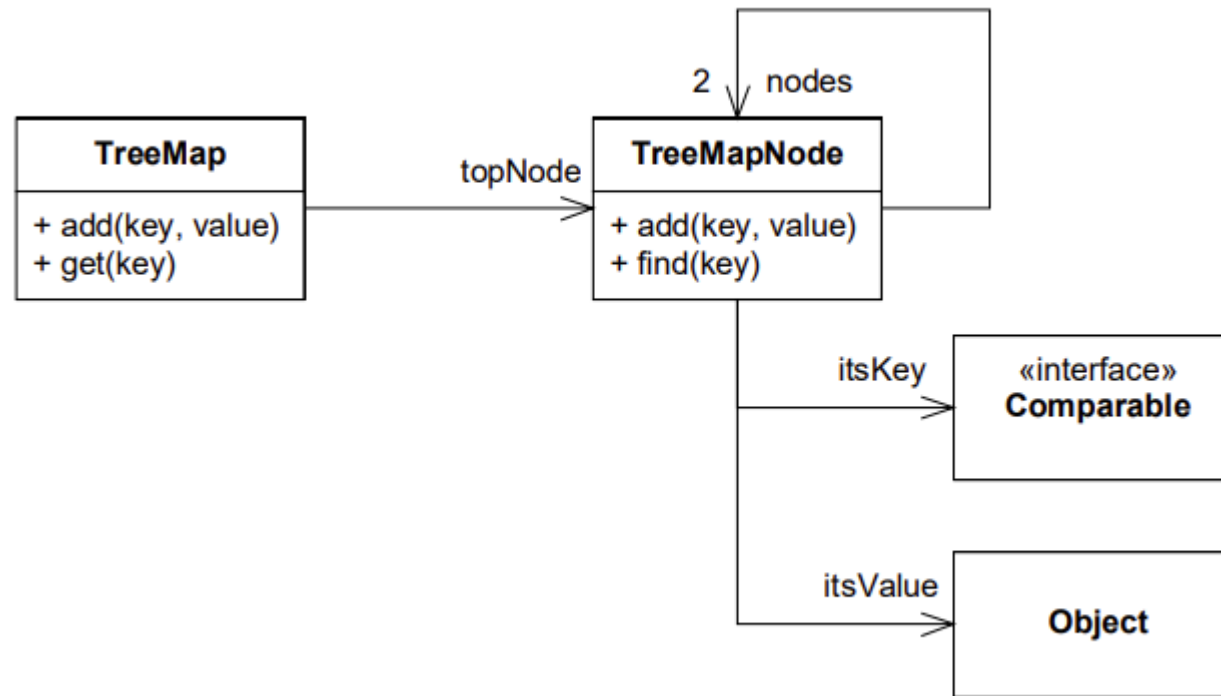 2 nodes
TreeMap
topNode
TreeMapNode
+ add(key, value)
+ get(key)
+ add(key, value)
+ find(key)
itsKey
«interface»
Comparable
itsValue
Object